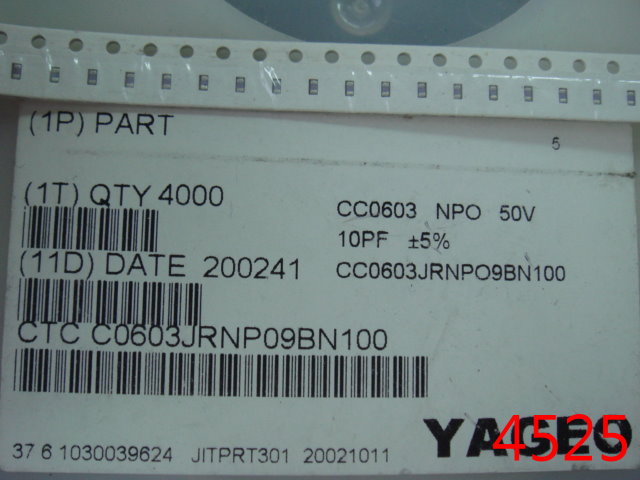 (1P) PART
5
(1T) QTY 4000
CC0603 NPO 50V
10PF ±5%
(11D) DATE 200241
CC0603JRNPO9BN100
CTC C0603JRNP09BN100
YAGEO
4525
37 6 1030039624 JITPRT301 20021011